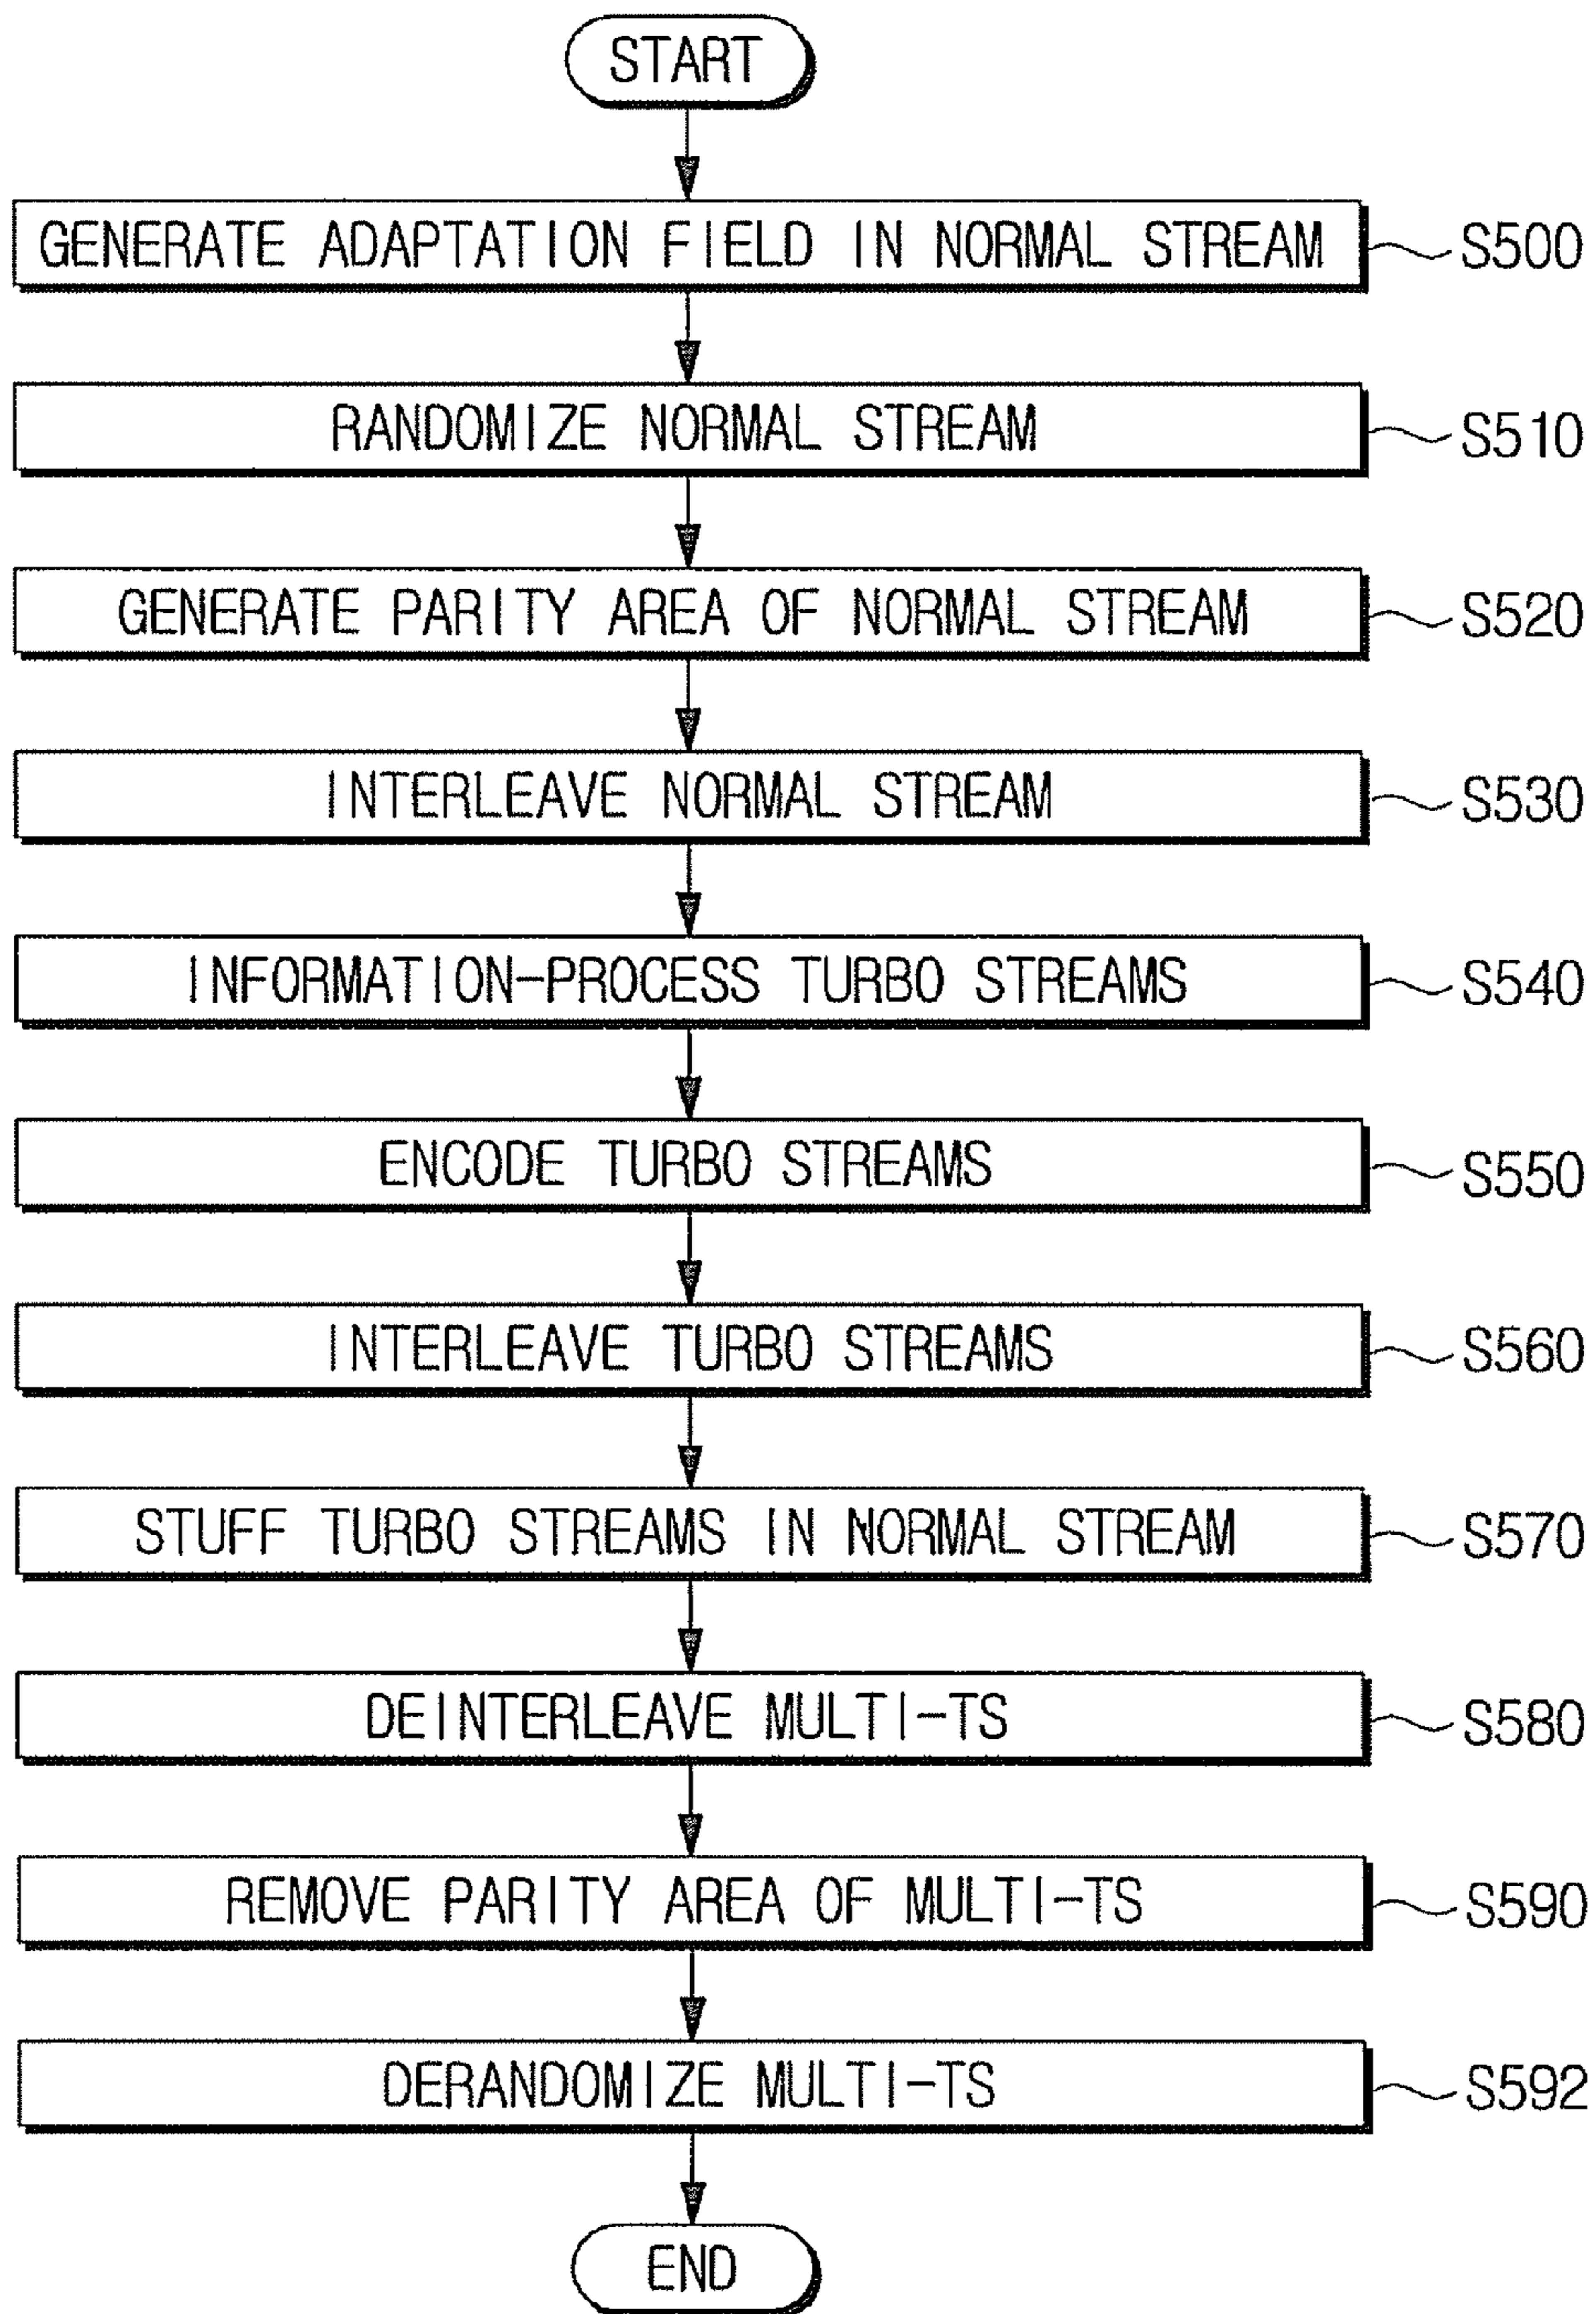 START
GENERATE ADAPTATION FIELD IN NORMAL STREAM S500
RANDOMIZE NORMAL STREAM S510
GENERATE PARITY AREA OF NORMAL STREAM S520
INTERLEAVE NORMAL STREAM S530
INFORMATION-PROCESS TURBO STREAMS S540
ENCODE TURBO STREAMS S550
INTERLEAVE TURBO STREAMS S560
STUFF TURBO STREAMS IN NORMAL STREAM S570
DEINTERLEAVE MULTI-TS S580
REMOVE PARITY AREA OF MULTI-TS S590
DERANDOMIZE MULTI-TS S592
END